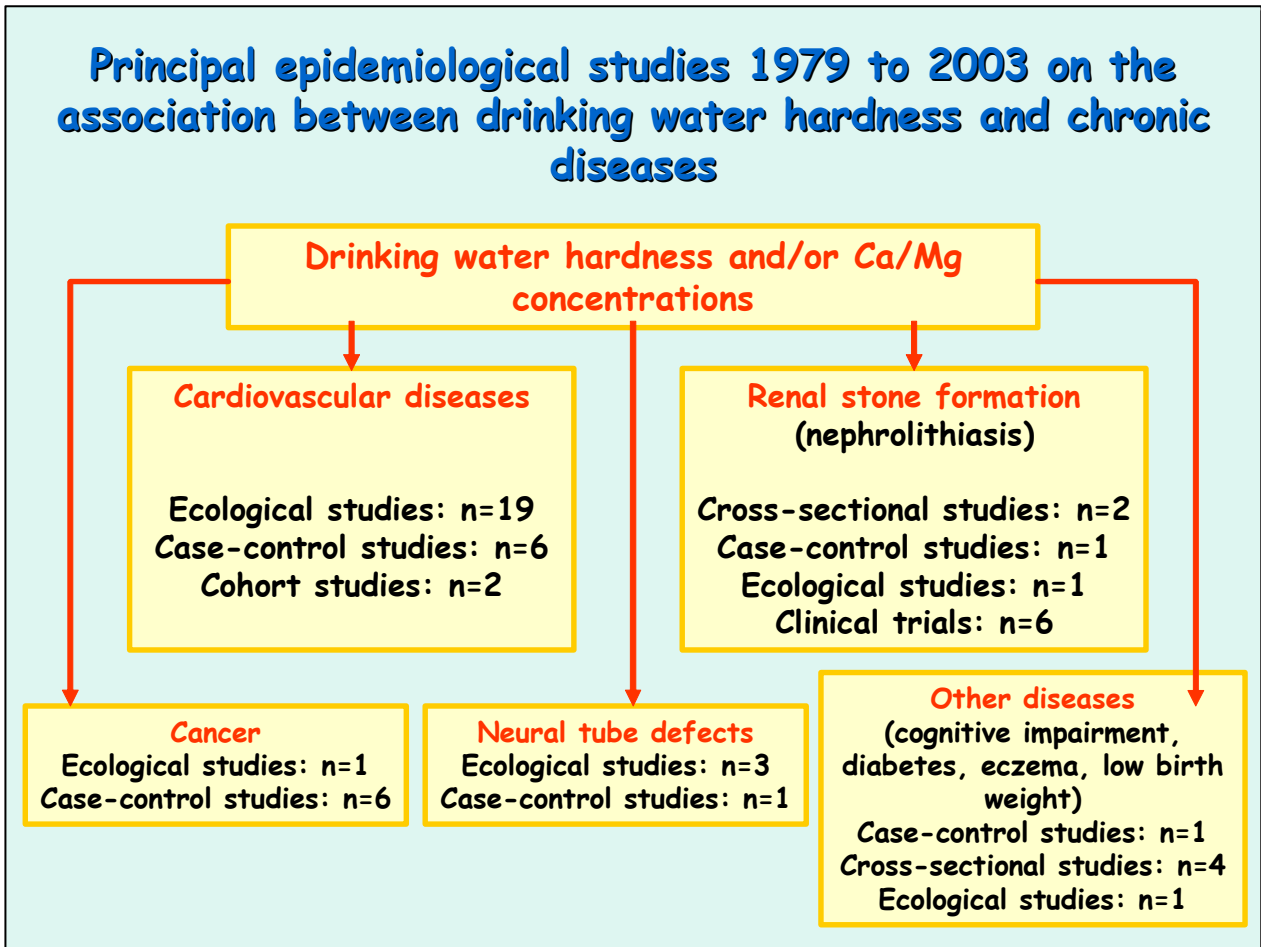 Principal epidemiological studies 1979 to 2003 on the
association between drinking water hardness and chronic
diseases
Drinking water hardness and/or Ca/Mg
concentrations
Cardiovascular diseases
Ecological studies: n=19
Case-control studies: n=6
Cohort studies: n=2
Renal stone formation
(nephrolithiasis)
Cross-sectional studies: n=2
Case-control studies: n=1
Ecological studies: n=1
Clinical trials: n=6
Cancer
Ecological studies: n=1
Case-control studies: n=6
Neural tube defects
Ecological studies: n=3
Case-control studies: n=1
Other diseases
(cognitive impairment,
diabetes, eczema, low birth
weight)
Case-control studies: n=1
Cross-sectional studies: n=4
Ecological studies: n=1